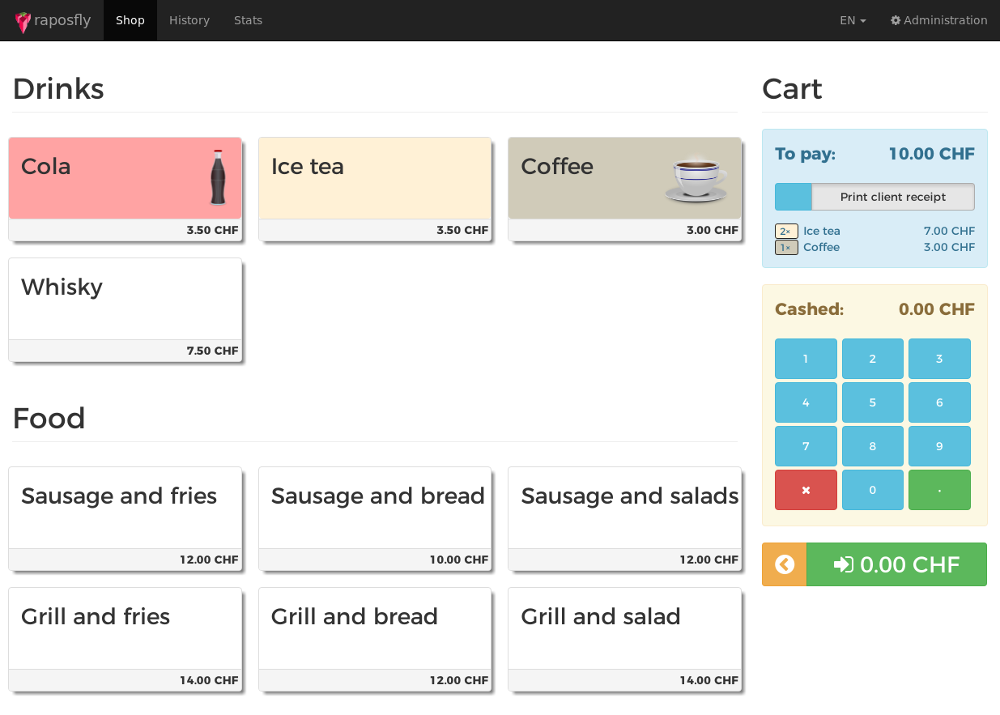 raposfly Shop History Stats EN Administration
Drinks
Cola
3.50 CHF
Ice tea
3.50 CHF
Coffee
3.00 CHF
Whisky
7.50 CHF
Food
Sausage and fries
12.00 CHF
Sausage and bread
10.00 CHF
Sausage and salads
12.00 CHF
Grill and fries
14.00 CHF
Grill and bread
12.00 CHF
Grill and salad
14.00 CHF
Cart
To pay: 10.00 CHF
Print client receipt
2× Ice tea 7.00 CHF
1× Coffee 3.00 CHF
Cashed: 0.00 CHF
1 2 3
4 5 6
7 8 9
0 .
0.00 CHF